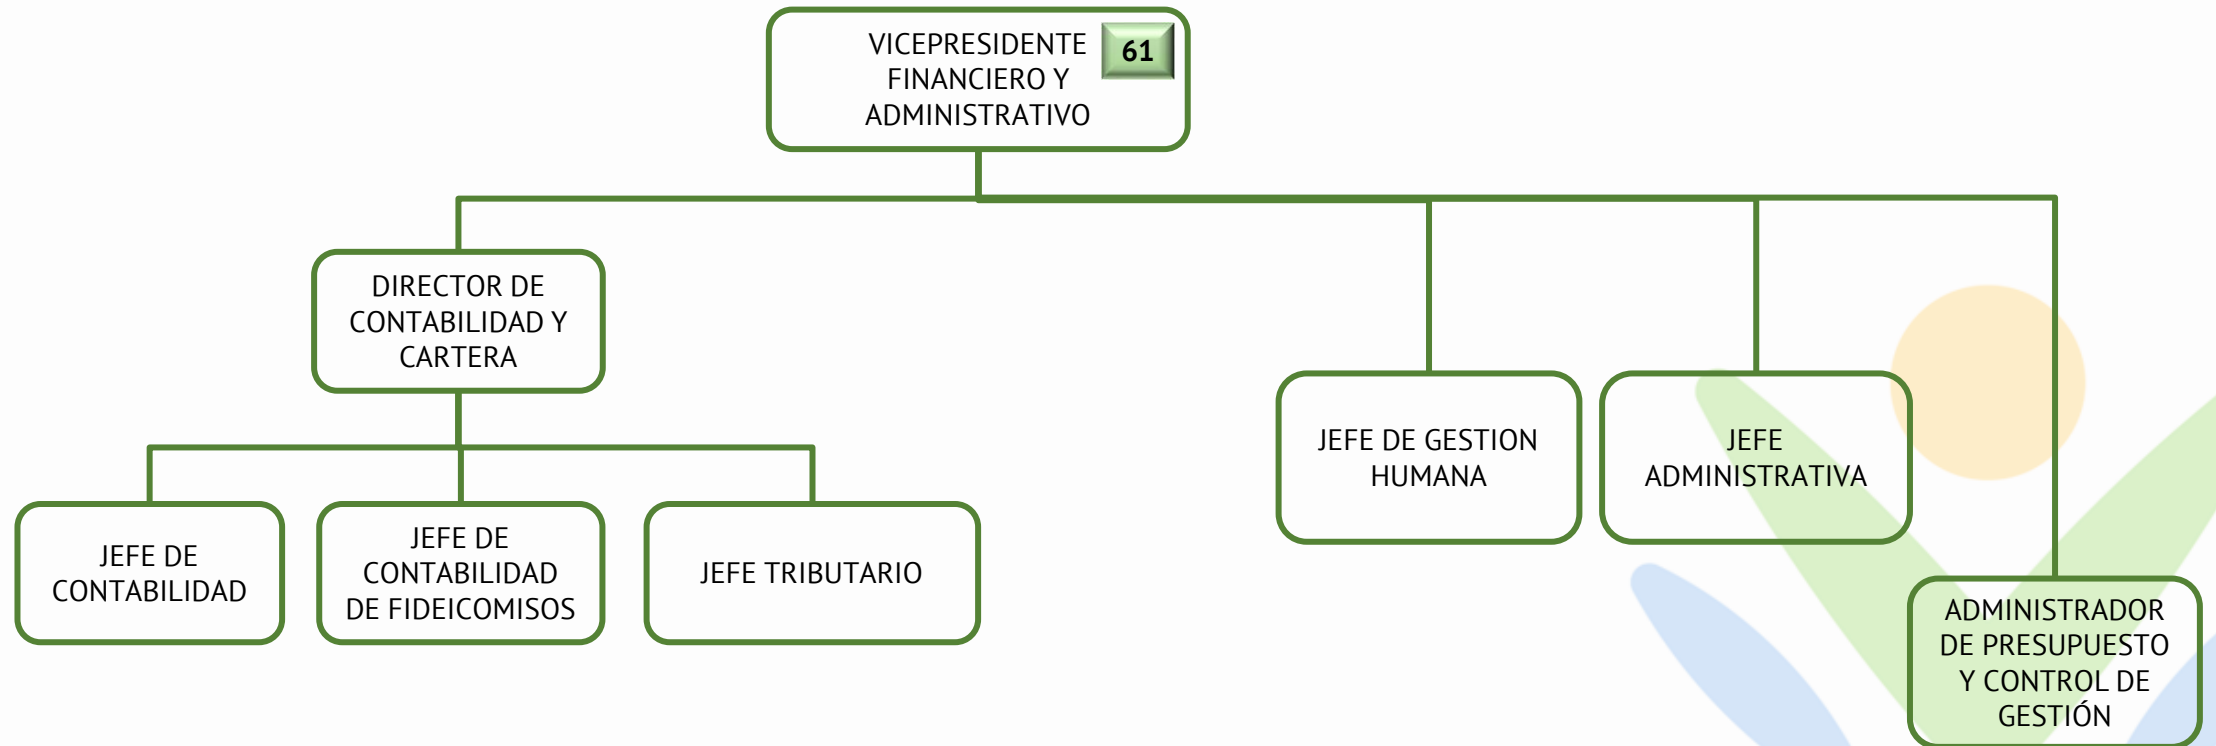 VICEPRESIDENTE
FINANCIERO Y
ADMINISTRATIVO
61
DIRECTOR DE
CONTABILIDAD Y
CARTERA
JEFE DE
CONTABILIDAD
JEFE DE
CONTABILIDAD
DE FIDEICOMISOS
JEFE TRIBUTARIO
JEFE DE GESTION
HUMANA
JEFE
ADMINISTRATIVA
ADMINISTRADOR
DE PRESUPUESTO
Y CONTROL DE
GESTIÓN